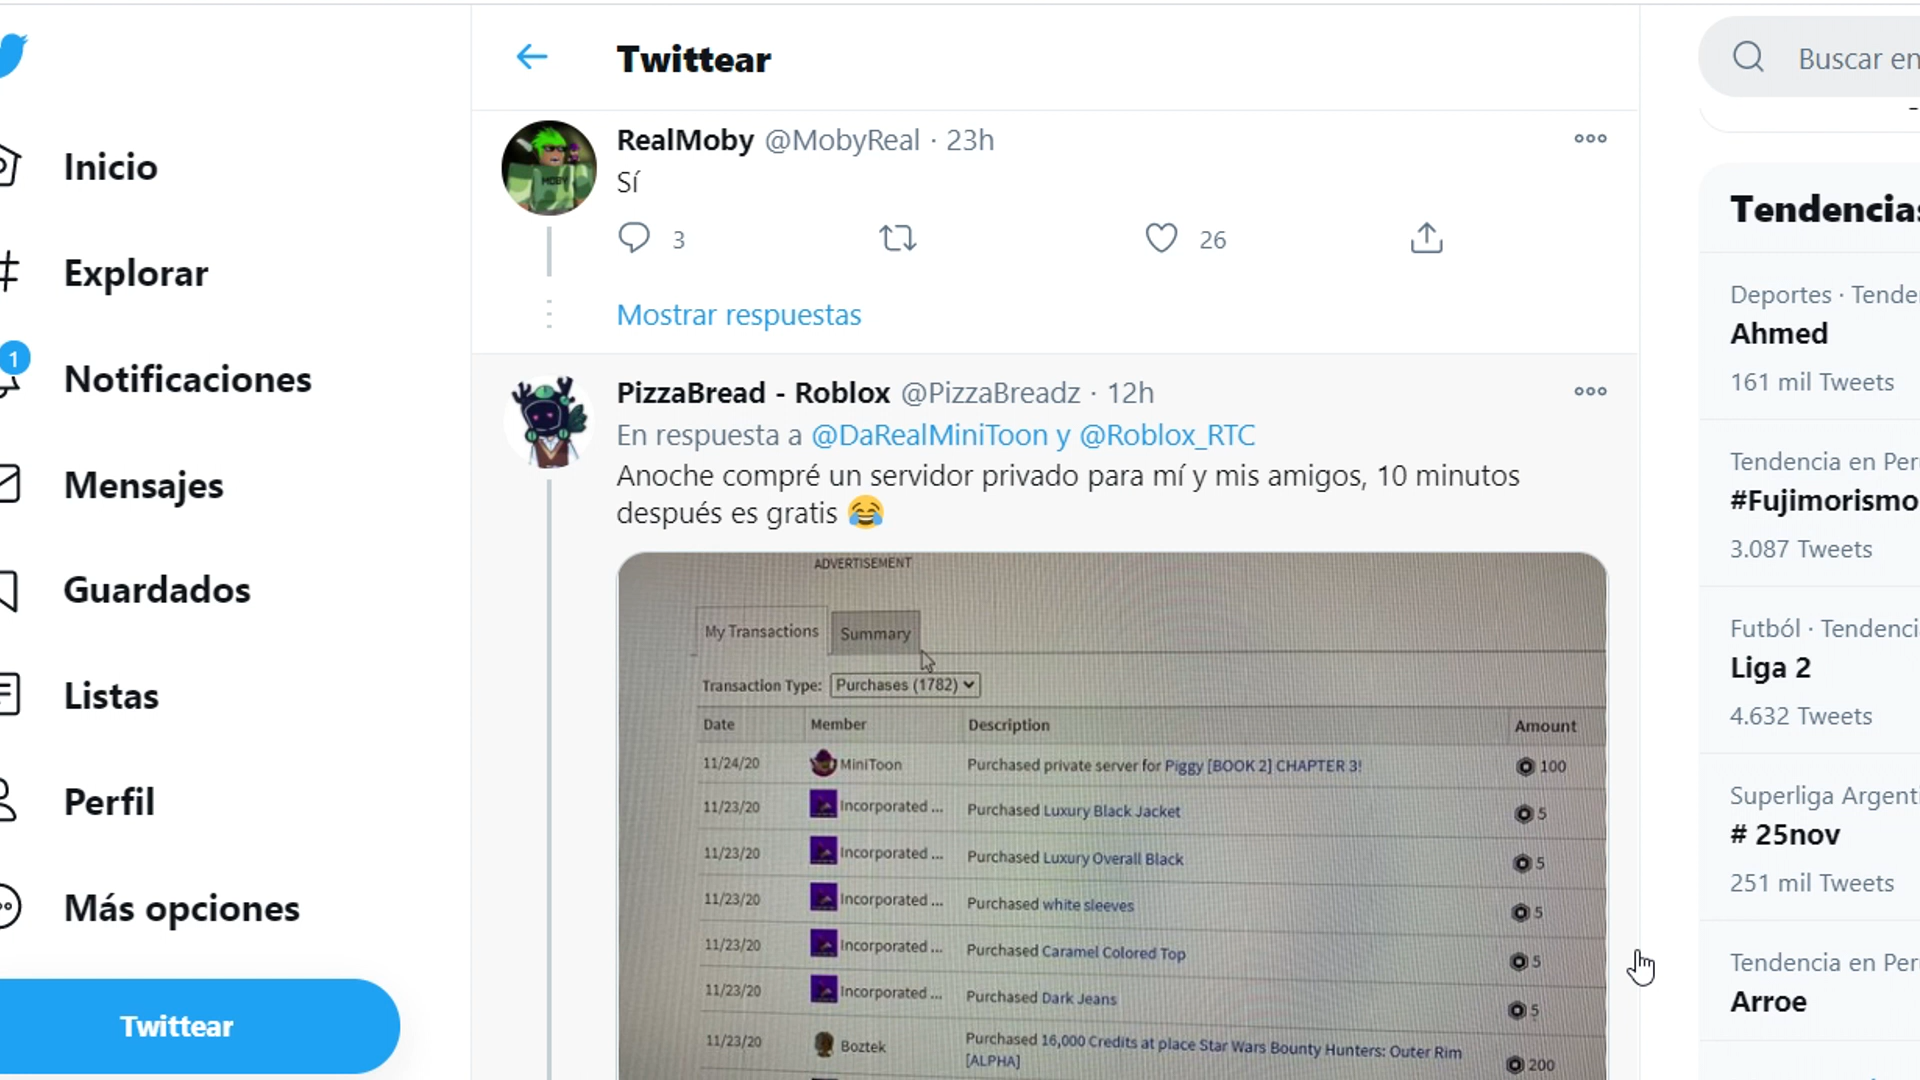 Twittear
Buscar en
RealMoby @MobyReal · 23h
Sí
3
26
Mostrar respuestas
PizzaBread - Roblox @PizzaBreadz · 12h
En respuesta a @DaRealMiniToon y @Roblox_RTC
Anoche compré un servidor privado para mí y mis amigos, 10 minutos
después es gratis 😂
ADVERTISEMENT
My Transactions
Summary
Transaction Type: Purchases (1782)
Date Member Description Amount
11/24/20 MiniToon Purchased private server for Piggy [BOOK 2] CHAPTER 3! 100
11/23/20 Incorporated ... Purchased Luxury Black Jacket 5
11/23/20 Incorporated ... Purchased Luxury Overall Black 5
11/23/20 Incorporated ... Purchased white sleeves 5
11/23/20 Incorporated ... Purchased Caramel Colored Top 5
11/23/20 Incorporated ... Purchased Dark Jeans 5
11/23/20 Boztek Purchased 16,000 Credits at place Star Wars Bounty Hunters: Outer Rim
[ALPHA] 200
Inicio
Explorar
1
Notificaciones
Mensajes
Guardados
Listas
Perfil
Más opciones
Twittear
Tendencias
Deportes · Tende
Ahmed
161 mil Tweets
Tendencia en Per
#Fujimorismo
3.087 Tweets
Futbol · Tendenci
Liga 2
4.632 Tweets
Superliga Argenti
# 25nov
251 mil Tweets
Tendencia en Per
Arroe